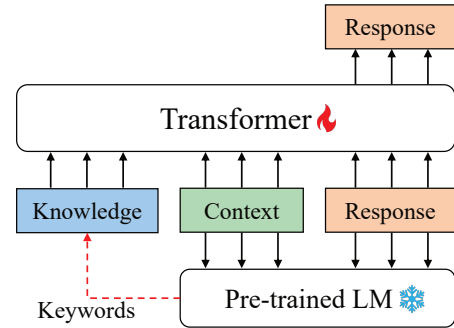 Response
Transformer
Knowledge
Context
Response
Keywords
Pre-trained LM